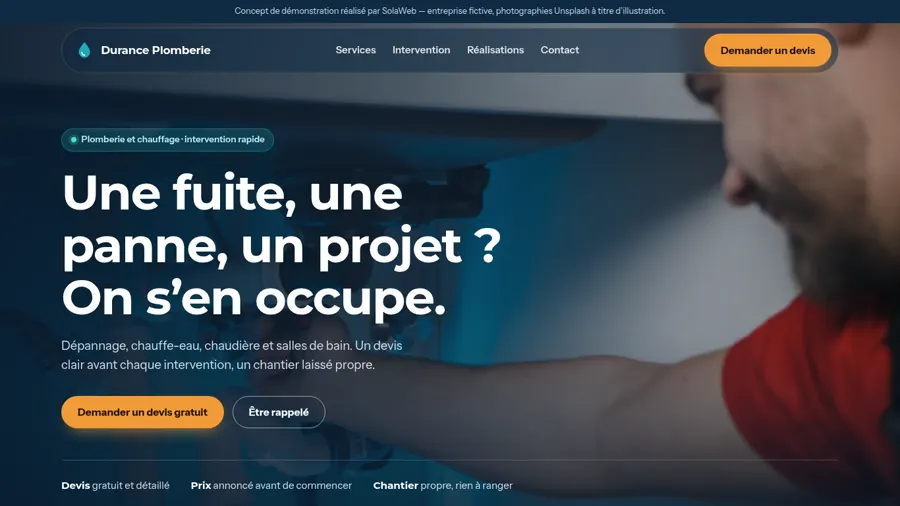 Concept de démonstration réalisé par SolaWeb — entreprise fictive, photographies Unsplash à titre d'illustration.
Durance Plomberie
Services
Intervention
Réalisations
Contact
Demander un devis
Plomberie et chauffage · intervention rapide
Une fuite, une
panne, un projet ?
On s’en occupe.
Dépannage, chauffe-eau, chaudière et salles de bain. Un devis
clair avant chaque intervention, un chantier laissé propre.
Demander un devis gratuit
Être rappelé
Devis gratuit et détaillé
Prix annoncé avant de commencer
Chantier propre, rien à ranger